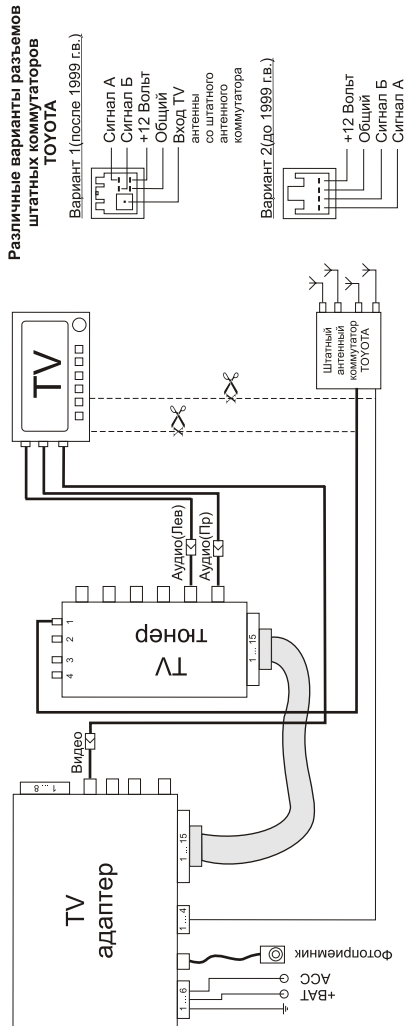 Различные варианты разъемов
штатных коммутаторов
TOYOTA
Вариант 1(после 1999 г.в.)
Сигнал А
Сигнал Б
+12 Вольт
Общий
Вход TV
антенны
со штатного
антенного
коммутатора
Вариант 2(до 1999 г.в.)
+12 Вольт
Общий
Сигнал Б
Сигнал А
TV
Штатный
антенный
коммутатор
TOYOTA
Аудио(Лев)
Аудио(Пр)
TV
тюнер
1
2
3
4
1 ... 15
Видео
1 ... 8
TV
адаптер
1 ... 15
1 ... 4
1 ... 6
Фотоприемник
ACC
+BAT